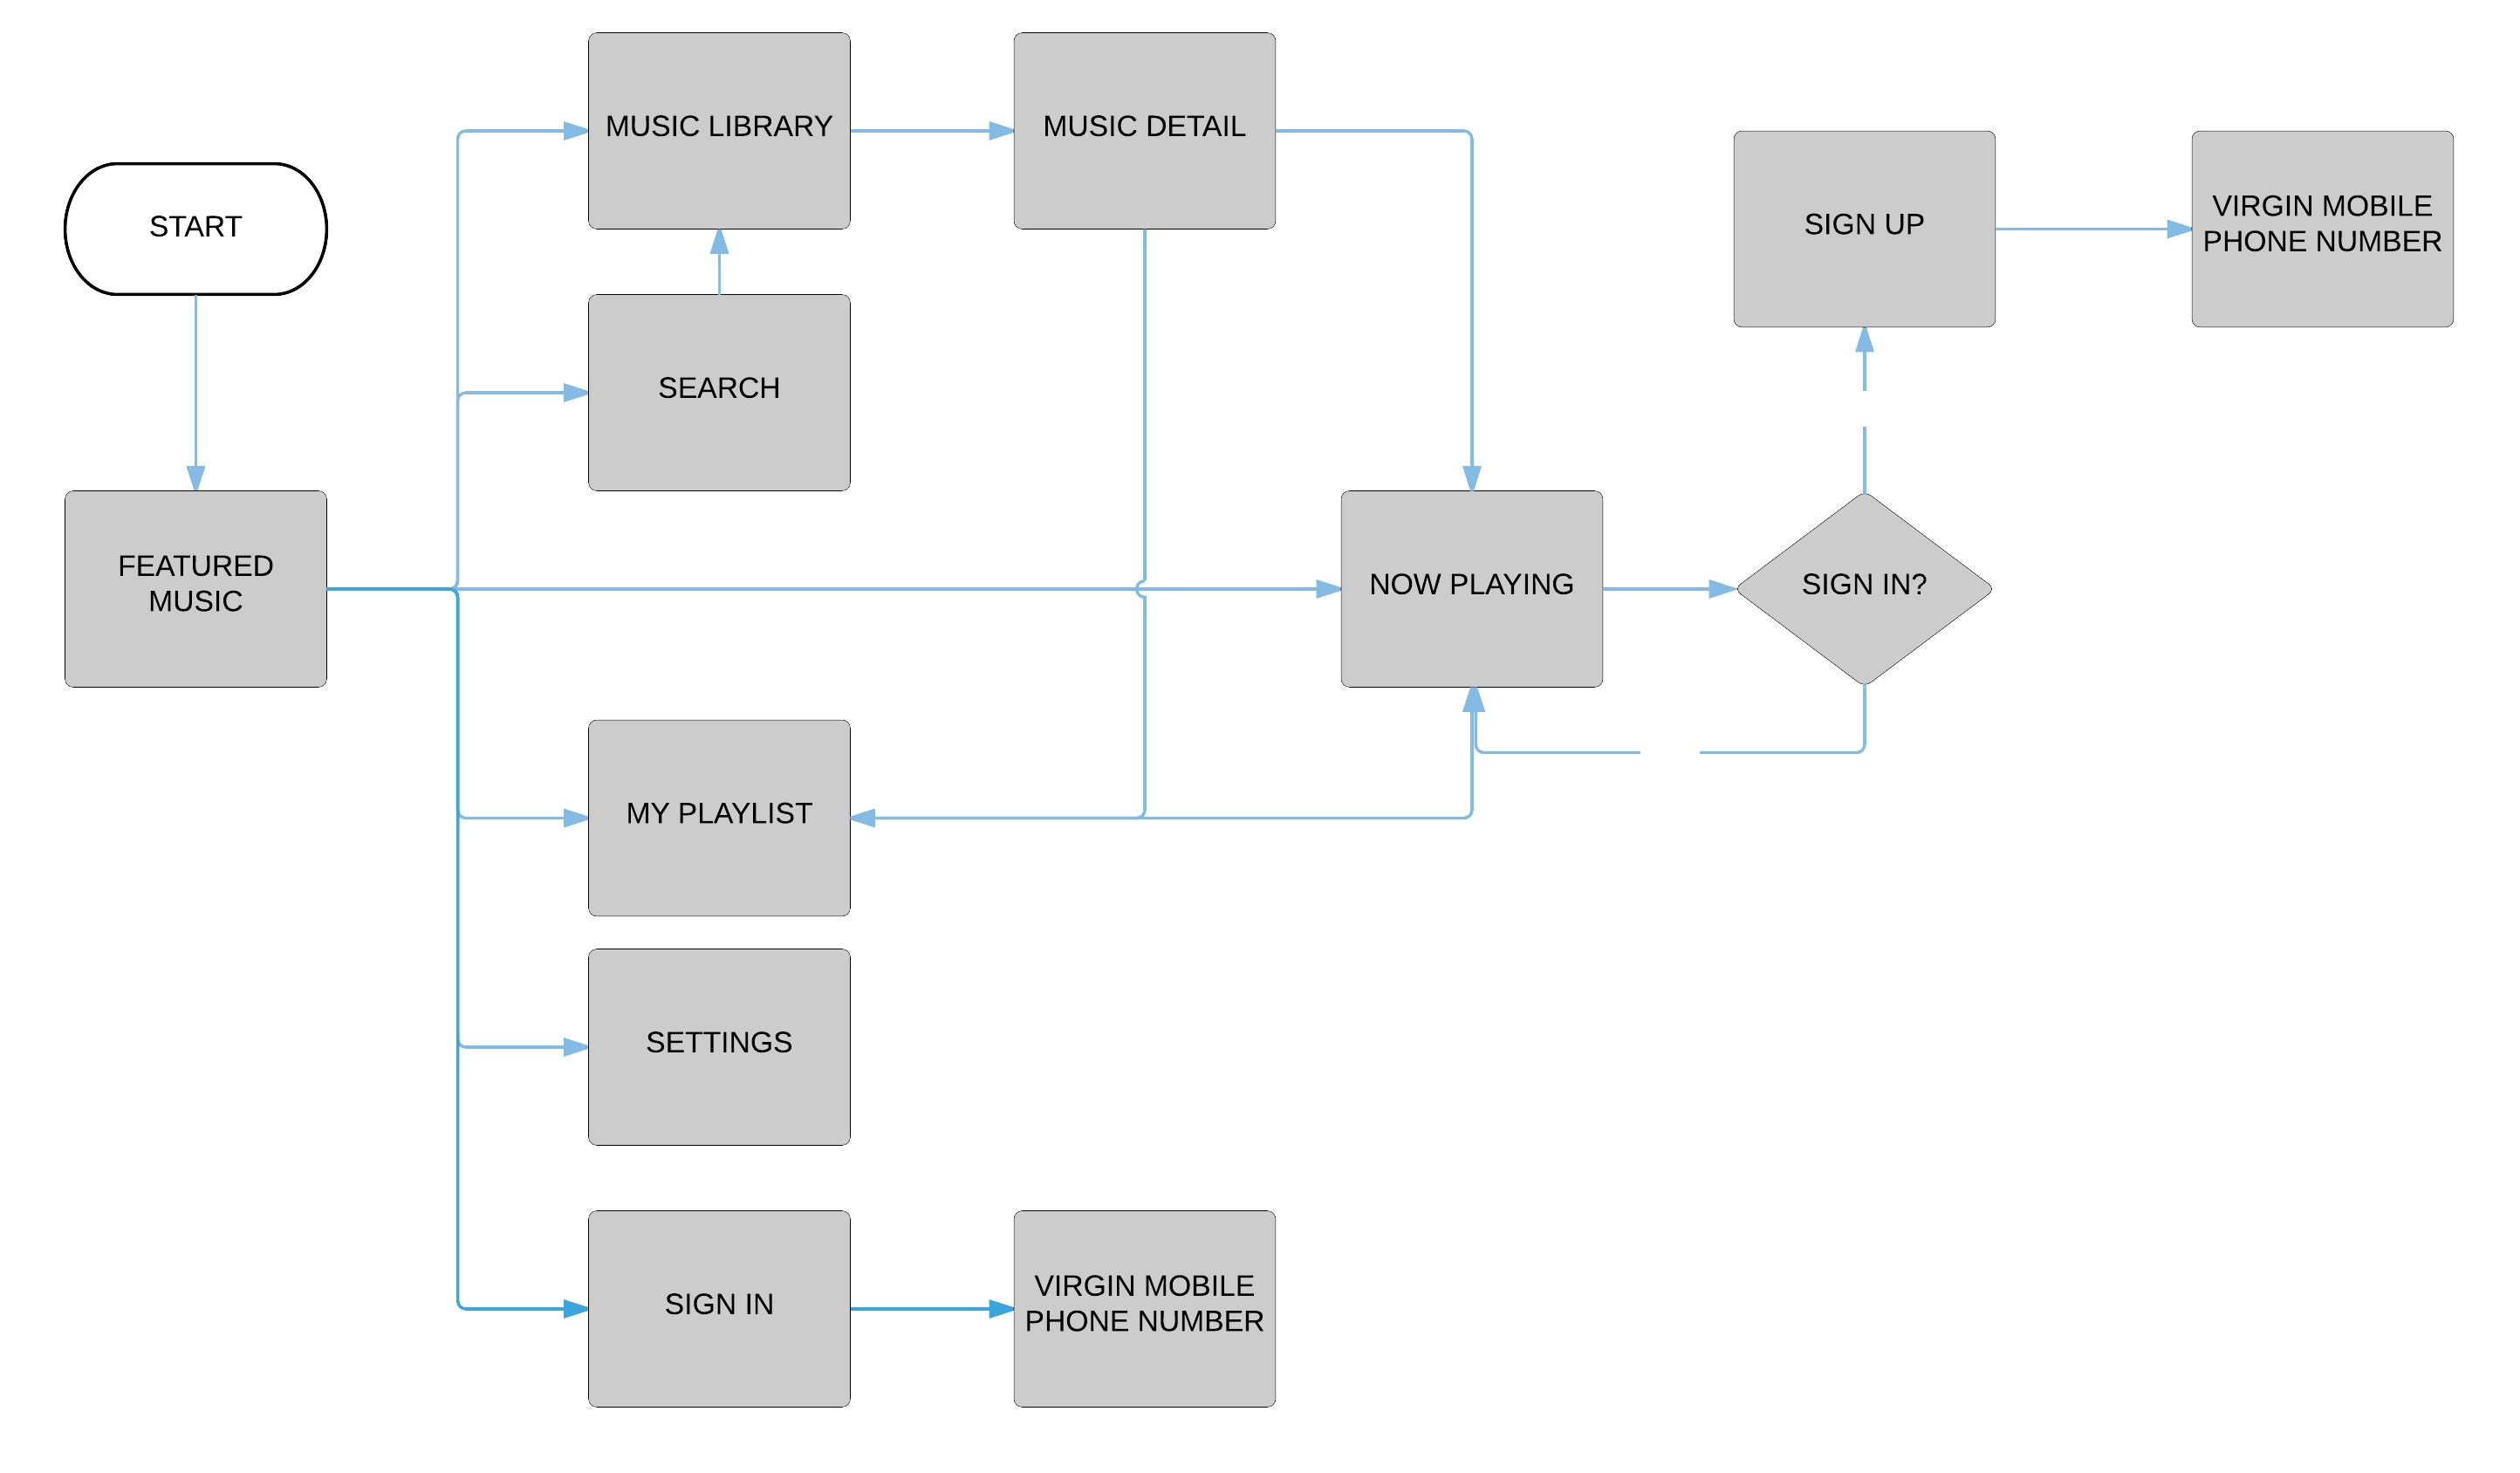 START
FEATURED
MUSIC
MUSIC LIBRARY
MUSIC DETAIL
SEARCH
SIGN UP
VIRGIN MOBILE
PHONE NUMBER
NOW PLAYING
SIGN IN?
MY PLAYLIST
SETTINGS
SIGN IN
VIRGIN MOBILE
PHONE NUMBER